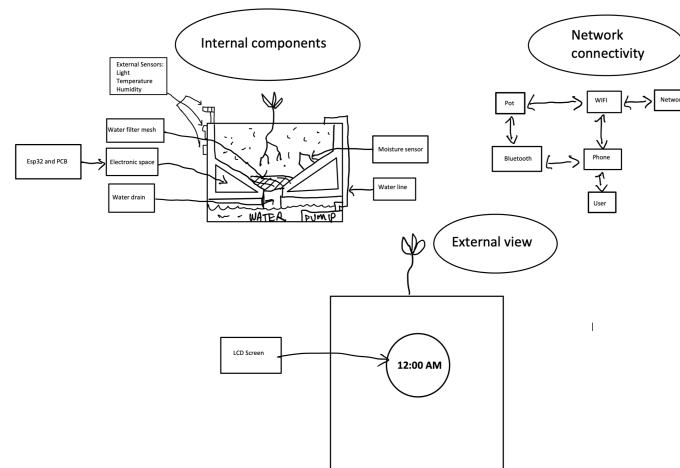 Internal components
Network
connectivity
External Sensors:
Light
Temperature
Humidity
Pot
WIFI
Networ
Water filter mesh
Moisture sensor
Esp32 and PCB
Electronic space
Bluetooth
Phone
Water drain
Water line
User
WATER
PUMP
External view
LCD Screen
12:00 AM